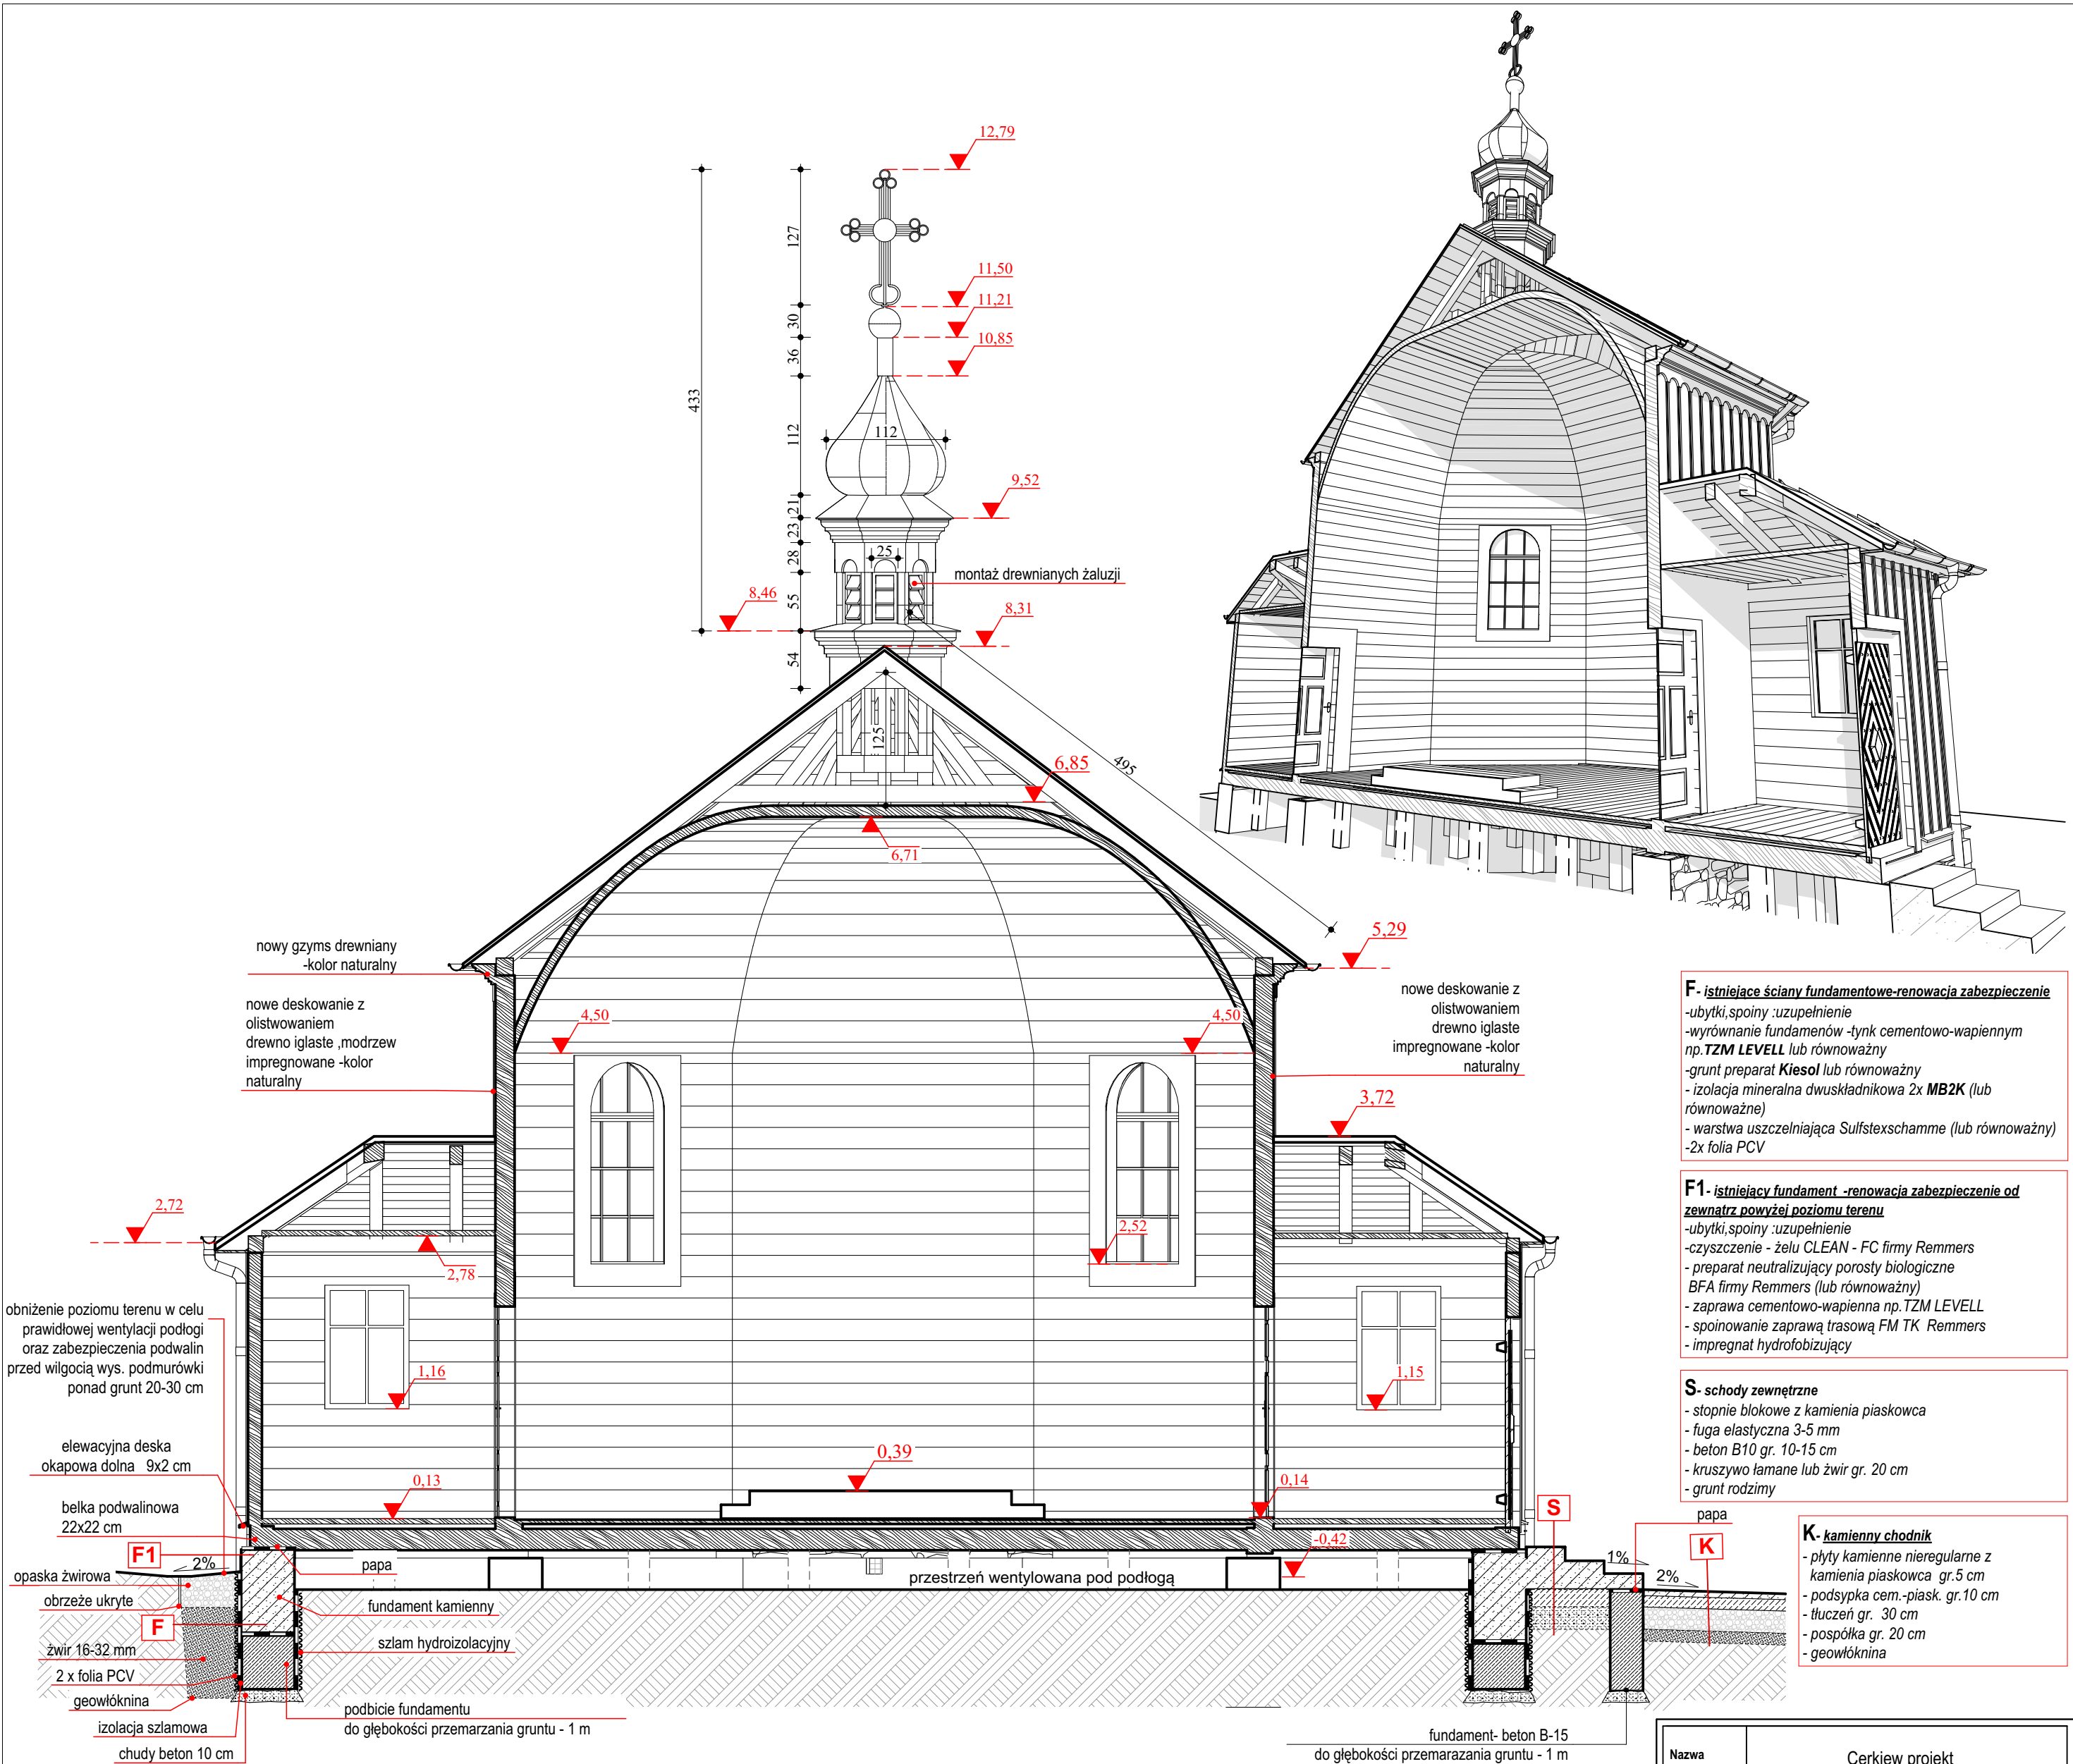 12,79
127
11,50
11,21
30
10,85
36
433
112
112
9,52
21
23
28
25
montaż drewnianych żaluzji
55
8,46
8,31
54
125
495
6,85
6,71
5,29
nowy gzyms drewniany
-kolor naturalny
nowe deskowanie z
olistwowaniem
drewno iglaste ,modrzew
impregnowane -kolor
naturalny
4,50
4,50
nowe deskowanie z
olistwowaniem
drewno iglaste
impregnowane -kolor
naturalny
3,72
2,72
2,78
2,52
obniżenie poziomu terenu w celu
prawidłowej wentylacji podłogi
oraz zabezpieczenia podwalin
przed wilgocią wys. podmurówki
ponad grunt 20-30 cm
1,16
1,15
elewacyjna deska
okapowa dolna 9x2 cm
0,39
0,13
0,14
belka podwalinowa
22x22 cm
F1
2%
papa
-0,42
przestrzeń wentylowana pod podłogą
opaska żwirowa
obrzeże ukryte
F
fundament kamienny
żwir 16-32 mm
szlam hydroizolacyjny
2 x folia PCV
geowłóknina
izolacja szlamowa
chudy beton 10 cm
podbicie fundamentu
do głębokości przemarzania gruntu - 1 m
S
papa
K
1%
2%
fundament- beton B-15
do głębokości przemarazania gruntu - 1 m
F- istniejące ściany fundamentowe-renowacja zabezpieczenie
-ubytki,spoiny :uzupełnienie
-wyrównanie fundamenów -tynk cementowo-wapiennym
np.TZM LEVELL lub równoważny
-grunt preparat Kiesol lub równoważny
- izolacja mineralna dwuskładnikowa 2x MB2K (lub
równoważne)
- warstwa uszczelniająca Sulfstexschamme (lub równoważny)
-2x folia PCV
F1- istniejący fundament -renowacja zabezpieczenie od
zewnątrz powyżej poziomu terenu
-ubytki,spoiny :uzupełnienie
-czyszczenie - żelu CLEAN - FC firmy Remmers
- preparat neutralizujący porosty biologiczne
BFA firmy Remmers (lub równoważny)
- zaprawa cementowo-wapienna np.TZM LEVELL
- spoinowanie zaprawą trasową FM TK Remmers
- impregnat hydrofobizujący
S- schody zewnętrzne
- stopnie blokowe z kamienia piaskowca
- fuga elastyczna 3-5 mm
- beton B10 gr. 10-15 cm
- kruszywo łamane lub żwir gr. 20 cm
- grunt rodzimy
K- kamienny chodnik
- płyty kamienne nieregularne z
kamienia piaskowca gr.5 cm
- podsypka cem.-piask. gr.10 cm
- tłuczeń gr. 30 cm
- pospółka gr. 20 cm
- geowłóknina
Nazwa
Cerkiew projekt